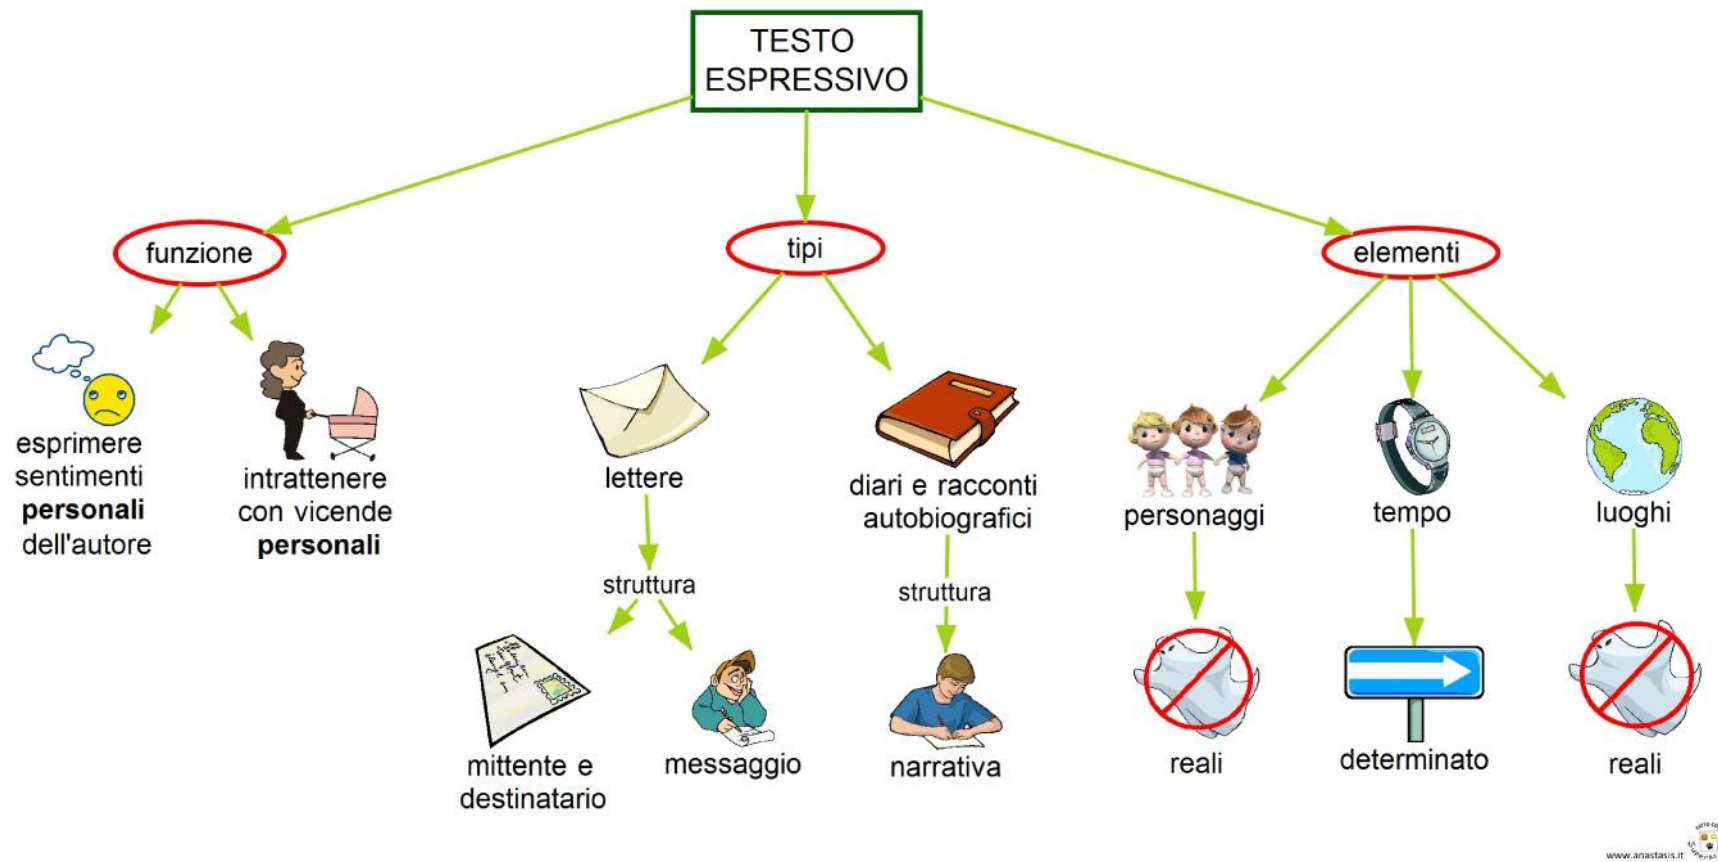 TESTO
ESPRESSIVO
funzione
tipi
elementi
esprimere
sentimenti
personali
dell'autore
intrattenere
con vicende
personali
lettere
diari e racconti
autobiografici
personaggi
tempo
luoghi
struttura
struttura
mittente e
destinatario
messaggio
narrativa
reali
determinato
reali
www.anastasis.it